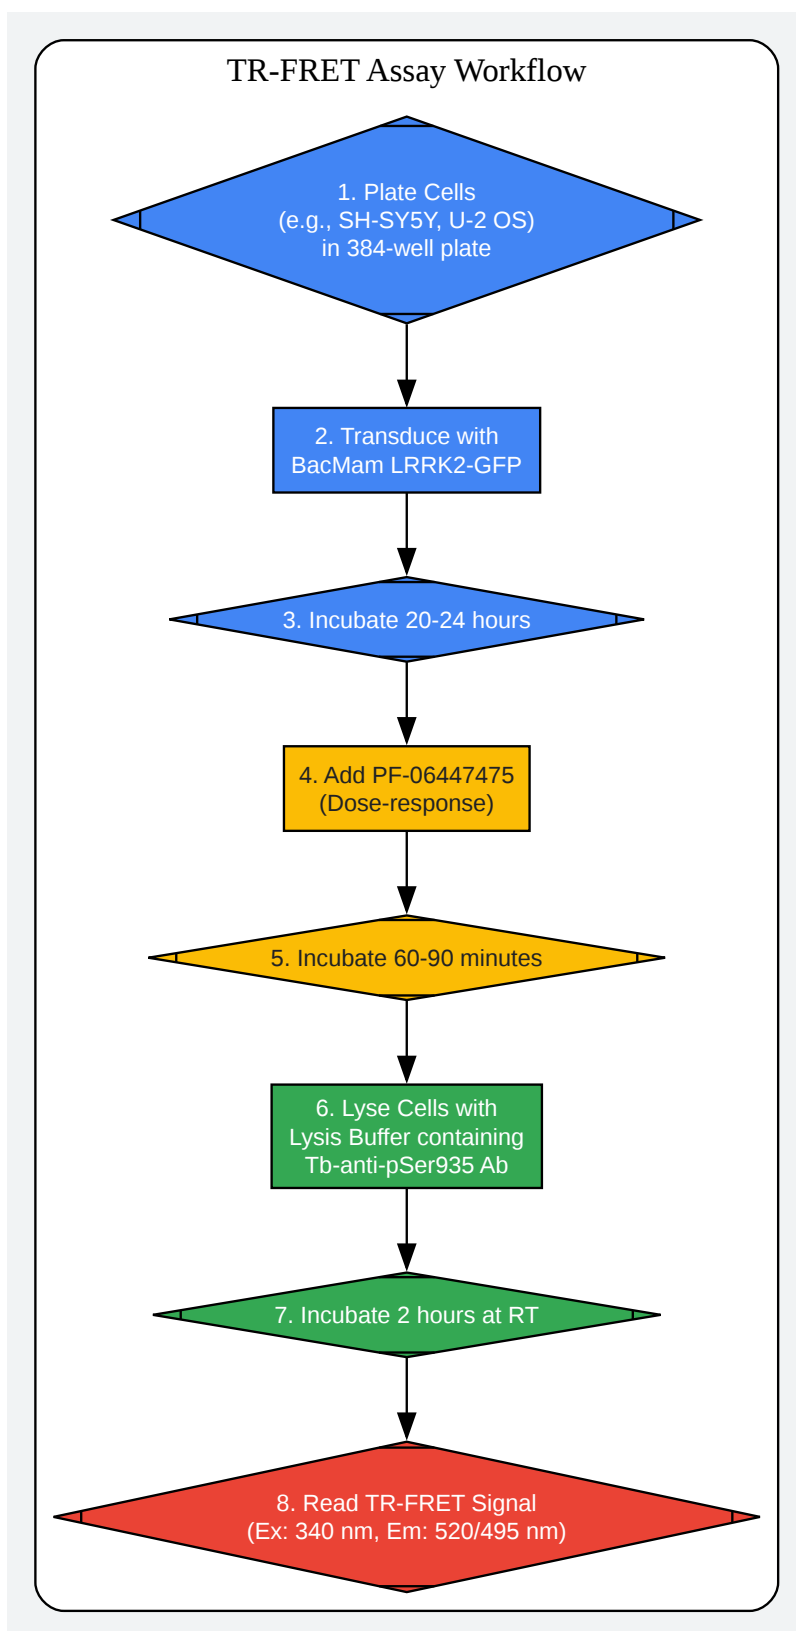 TR-FRET Assay Workflow
1. Plate Cells
(e.g., SH-SY5Y, U-2 OS)
in 384-well plate
2. Transduce with
BacMam LRRK2-GFP
3. Incubate 20-24 hours
4. Add PF-06447475
(Dose-response)
5. Incubate 60-90 minutes
6. Lyse Cells with
Lysis Buffer containing
Tb-anti-pSer935 Ab
7. Incubate 2 hours at RT
8. Read TR-FRET Signal
(Ex: 340 nm, Em: 520/495 nm)